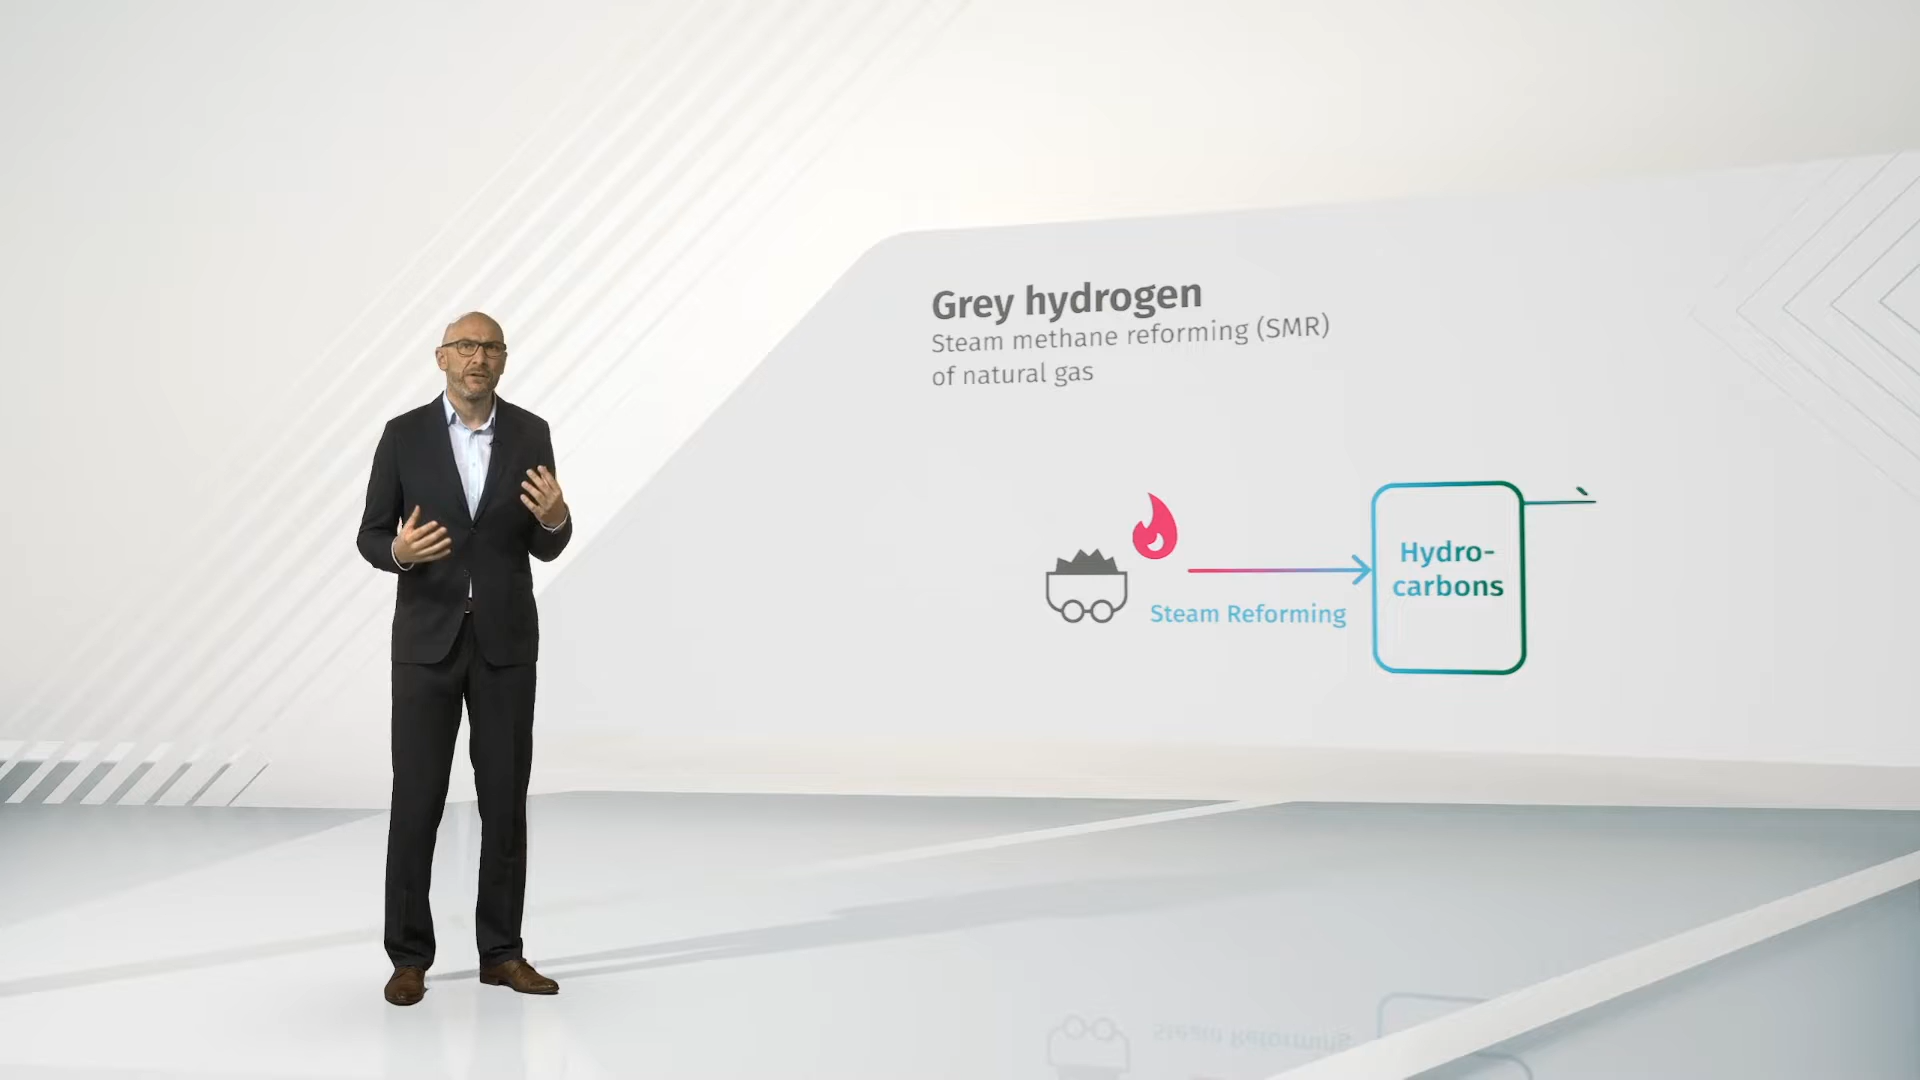 Grey hydrogen
Steam methane reforming (SMR)
of natural gas
Steam Reforming
Hydro-
carbons